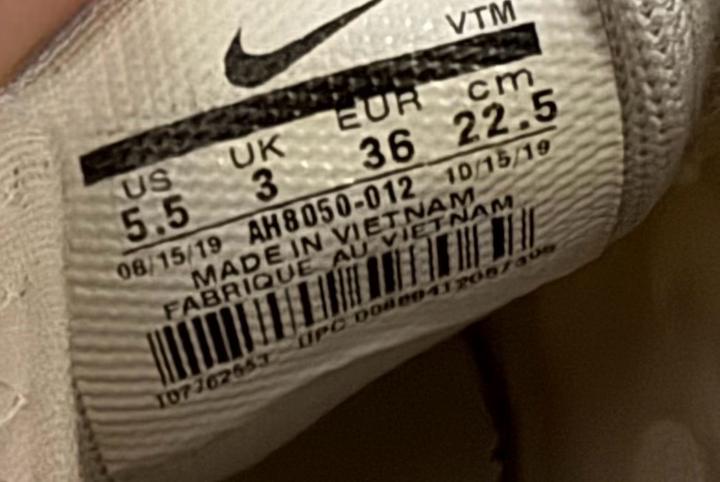 VTM
US UK EUR cm
5.5 3 36 22.5
08/15/19 AH8050-012 10/15/19
MADE IN VIETNAM
FABRIQUE AU VIETNAM
UPC